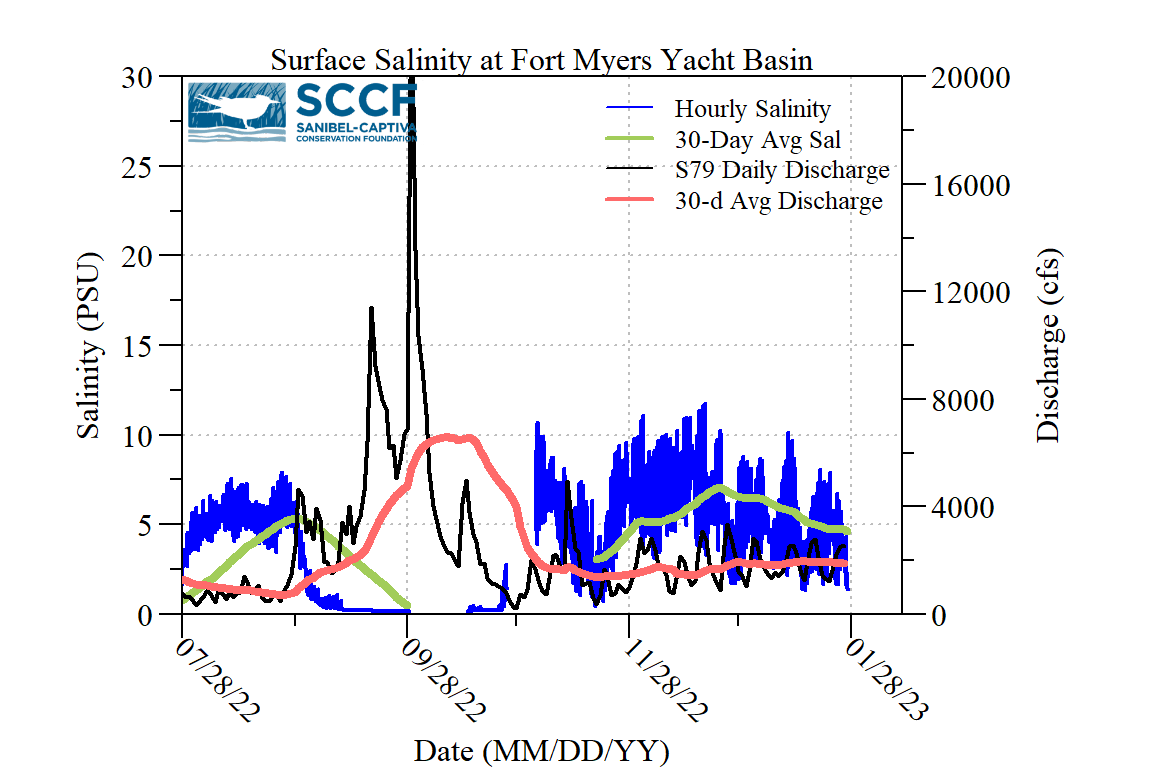 Surface Salinity at Fort Myers Yacht Basin
SCCF
SANIBEL-CAPTIVA
CONSERVATION FOUNDATION
Hourly Salinity
30-Day Avg Sal
S79 Daily Discharge
30-d Avg Discharge
30
25
20
15
10
5
0
Salinity (PSU)
20000
16000
12000
8000
4000
0
Discharge (cfs)
07/28/22
09/28/22
11/28/22
01/28/23
Date (MM/DD/YY)